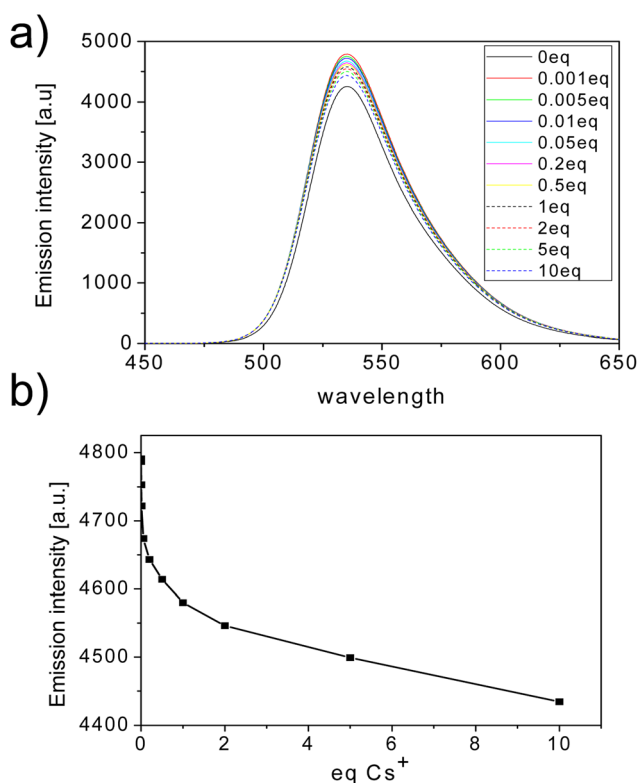 a)
5000
4000
3000
2000
1000
0
Emission intensity [a.u]
0eq
0.001eq
0.005eq
0.01eq
0.05eq
0.2eq
0.5eq
1eq
2eq
5eq
10eq
450 500 550 600 650
wavelength
b)
4800
4700
4600
4500
4400
Emission intensity [a.u.]
0 2 4 6 8 10
eq Cs⁺